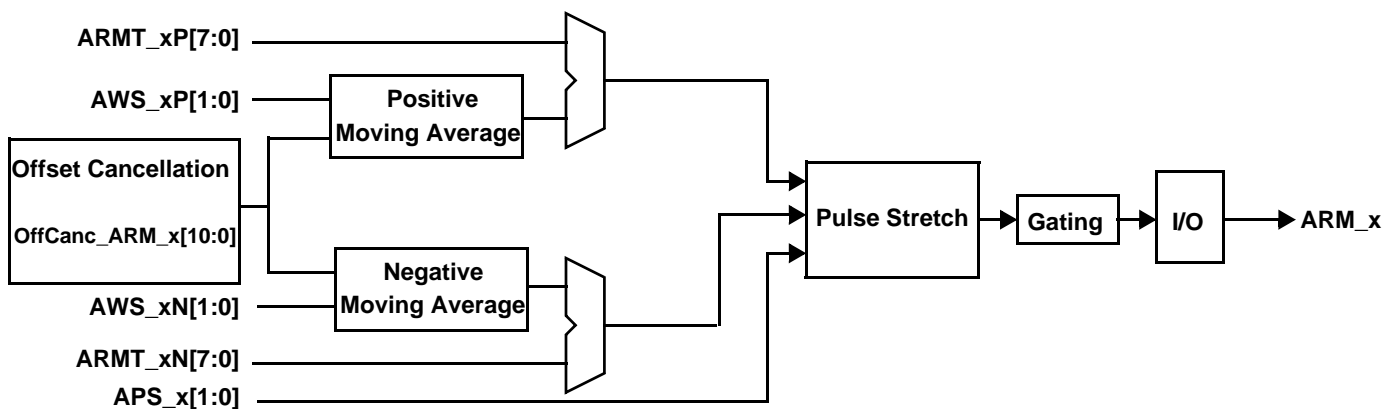 ARMT_xP[7:0]
AWS_xP[1:0]
Positive
Moving Average
Offset Cancellation
OffCanc_ARM_x[10:0]
Pulse Stretch
Gating
I/O
ARM_x
Negative
Moving Average
AWS_xN[1:0]
ARMT_xN[7:0]
APS_x[1:0]